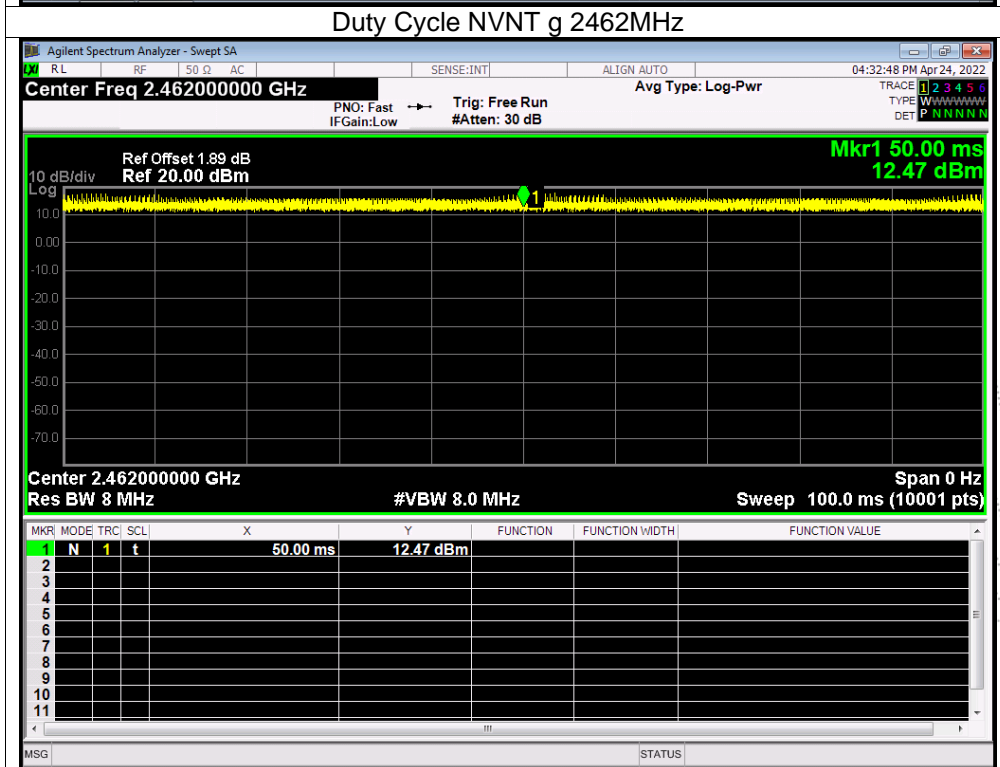 Duty Cycle NVNT g 2462MHz
Agilent Spectrum Analyzer - Swept SA
LXI RL RF 50 Ω AC SENSE:INT ALIGN AUTO 04:32:48 PM Apr 24, 2022
Center Freq 2.462000000 GHz Avg Type: Log-Pwr TRACE 1 2 3 4 5 6
PNO: Fast Trig: Free Run TYPE WWWWWW
IFGain:Low #Atten: 30 dB DET P N N N N N
Ref Offset 1.89 dB Mkr1 50.00 ms
10 dB/div Ref 20.00 dBm 12.47 dBm
Log
1
10.0
0.00
-10.0
-20.0
-30.0
-40.0
-50.0
-60.0
-70.0
Center 2.462000000 GHz Span 0 Hz
Res BW 8 MHz #VBW 8.0 MHz Sweep 100.0 ms (10001 pts)
MKR MODE TRC SCL X Y FUNCTION FUNCTION WIDTH FUNCTION VALUE
1 N 1 t 50.00 ms 12.47 dBm
2
3
4
5
6
7
8
9
10
11
MSG STATUS